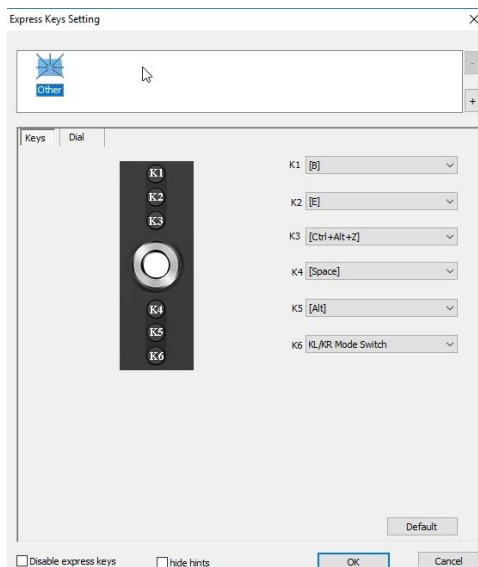 Express Keys Setting
Other
-
+
Keys Dial
K1
K2
K3
K4
K5
K6
K1 [B]
K2 [E]
K3 [Ctrl+Alt+Z]
K4 [Space]
K5 [Alt]
K6 KL/KR Mode Switch
Default
Disable express keys
hide hints
OK
Cancel